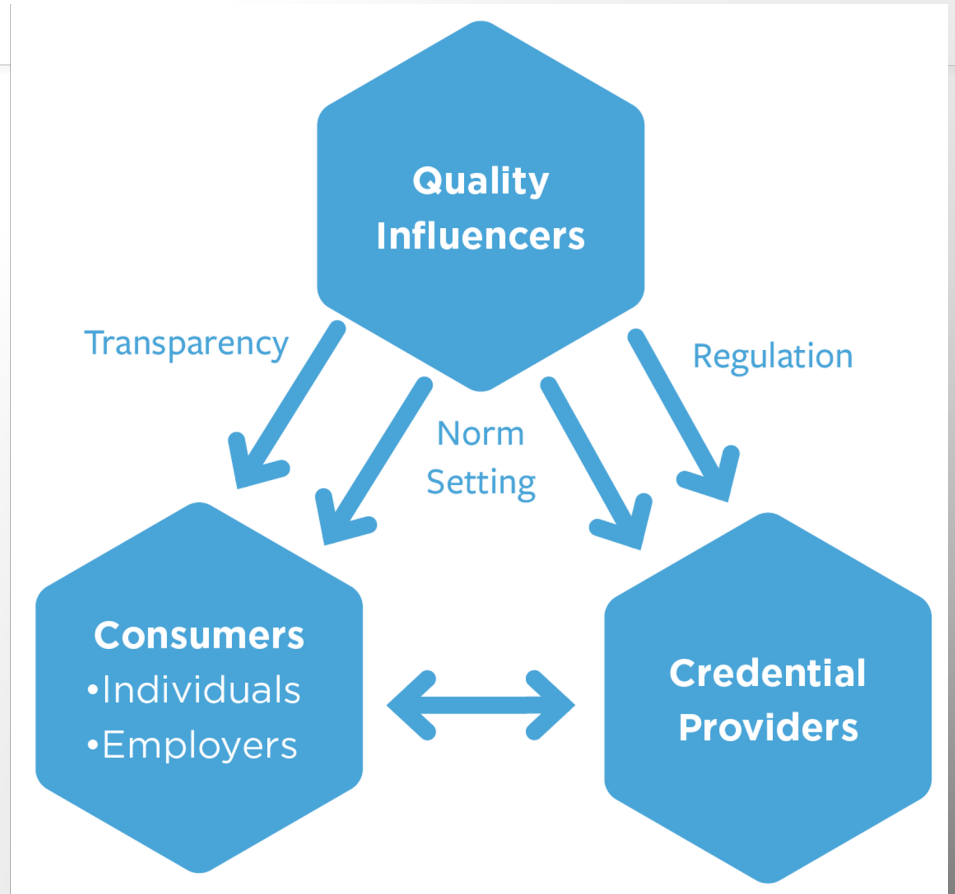 Quality
Influencers
Transparency
Regulation
Norm
Setting
Consumers
•Individuals
•Employers
Credential
Providers